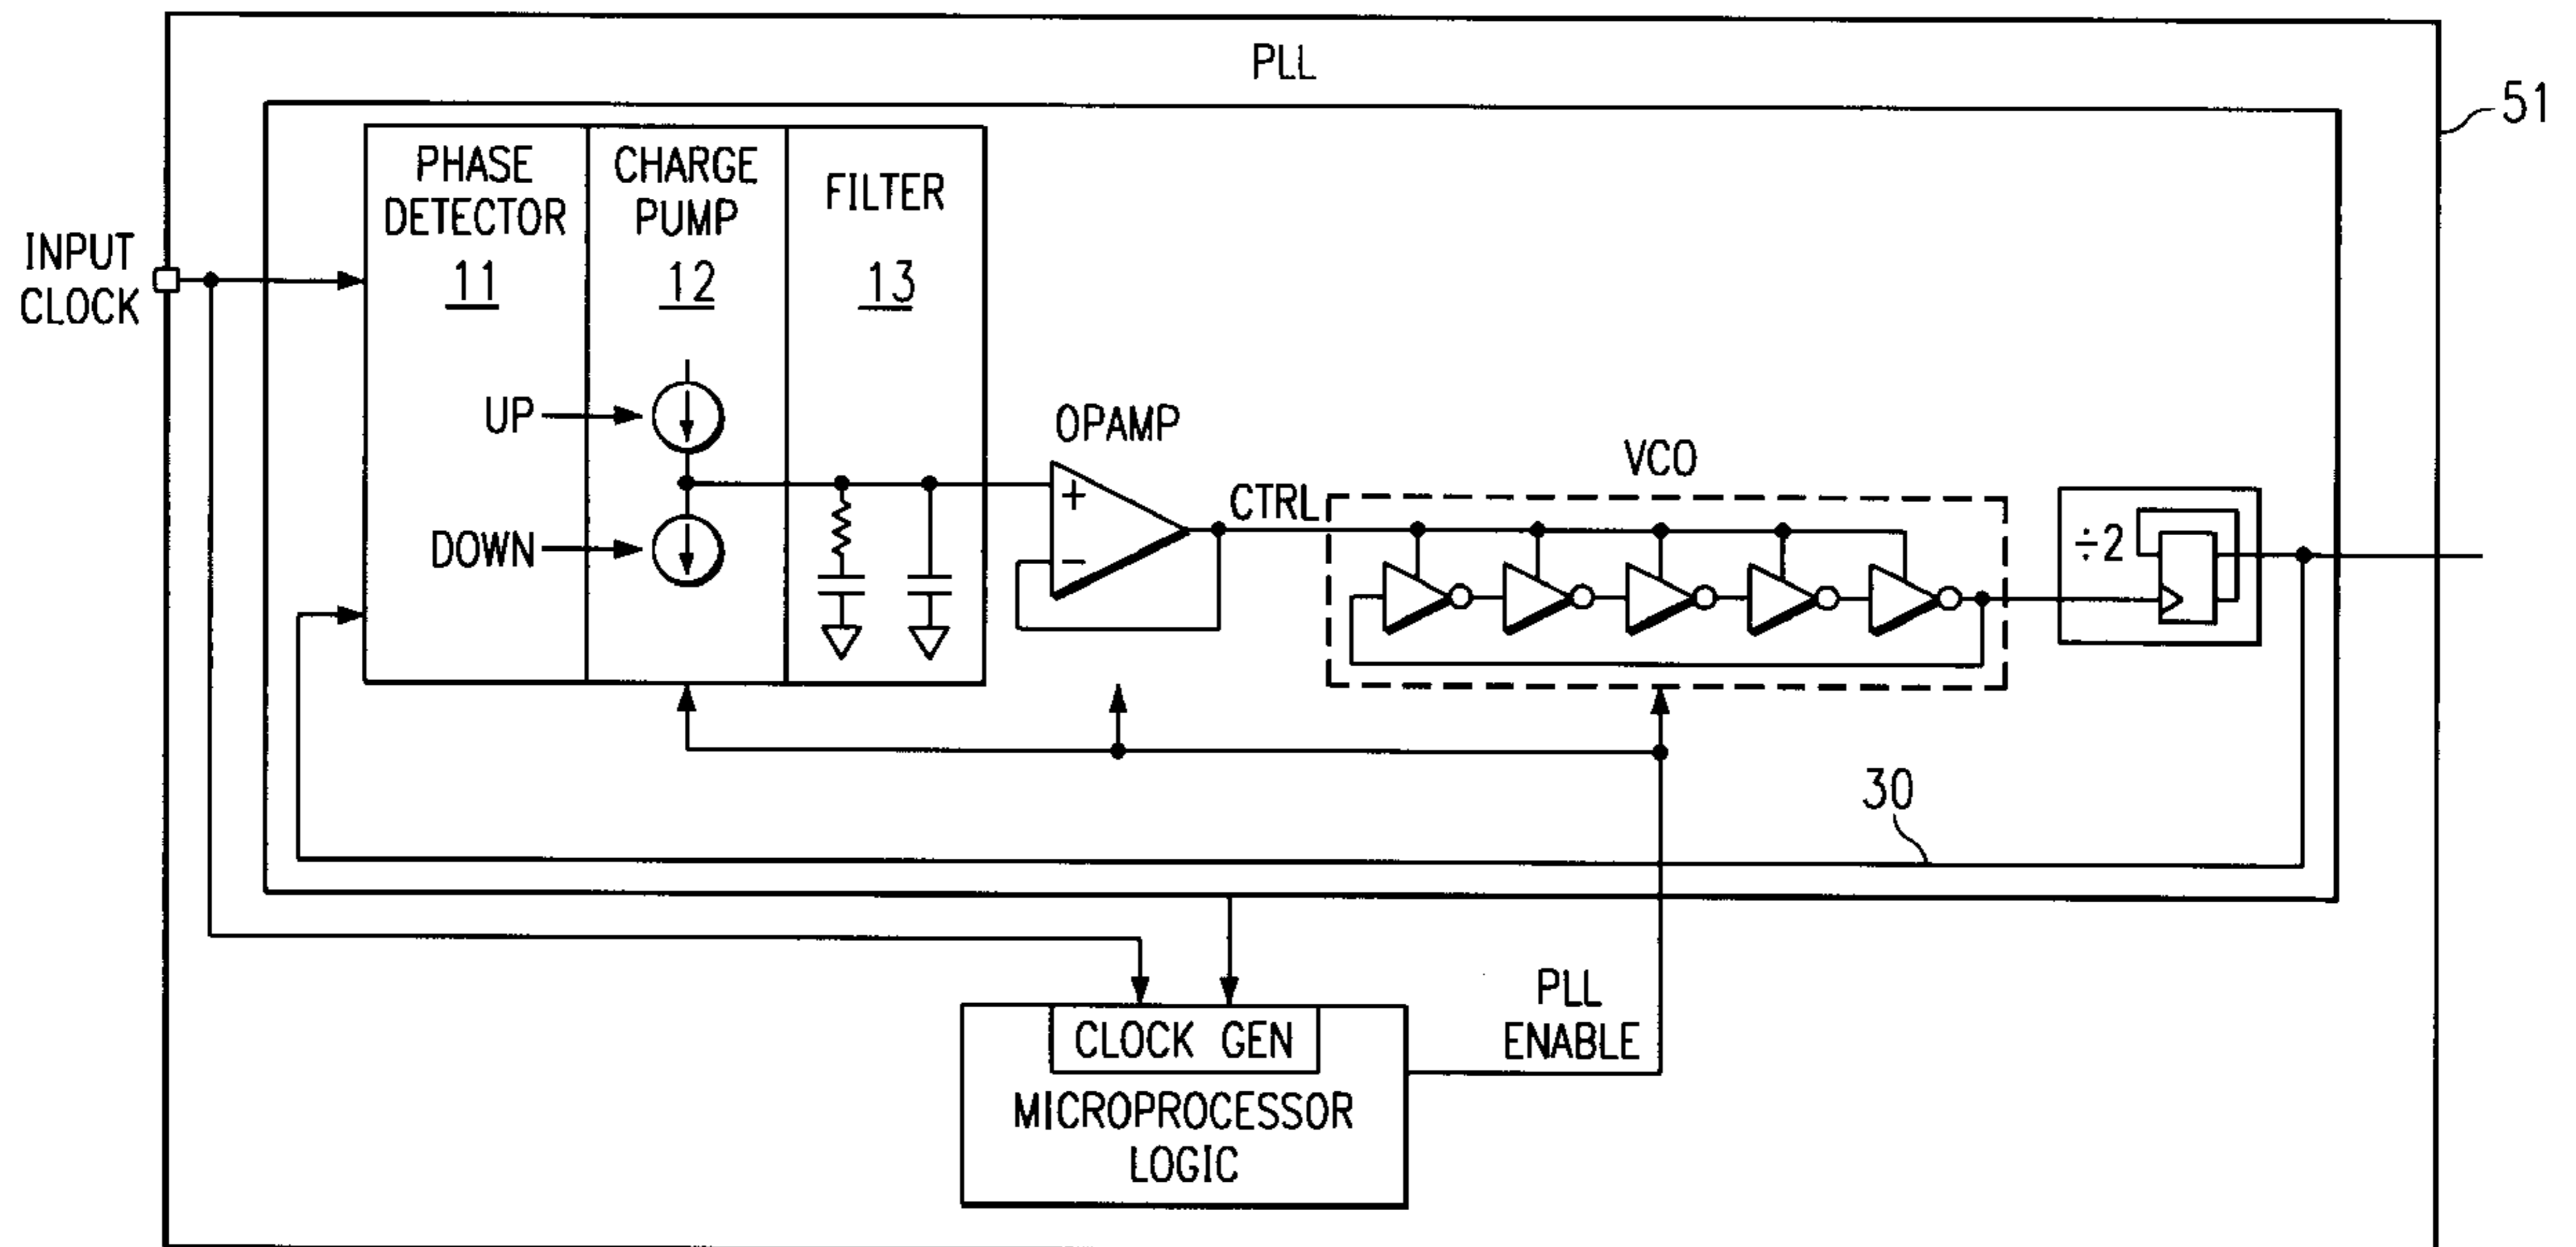 PLL
51
PHASE
DETECTOR
11
CHARGE
PUMP
12
FILTER
13
INPUT
CLOCK
UP
DOWN
OPAMP
+
−
CTRL
VCO
÷2
30
PLL
ENABLE
CLOCK GEN
MICROPROCESSOR
LOGIC